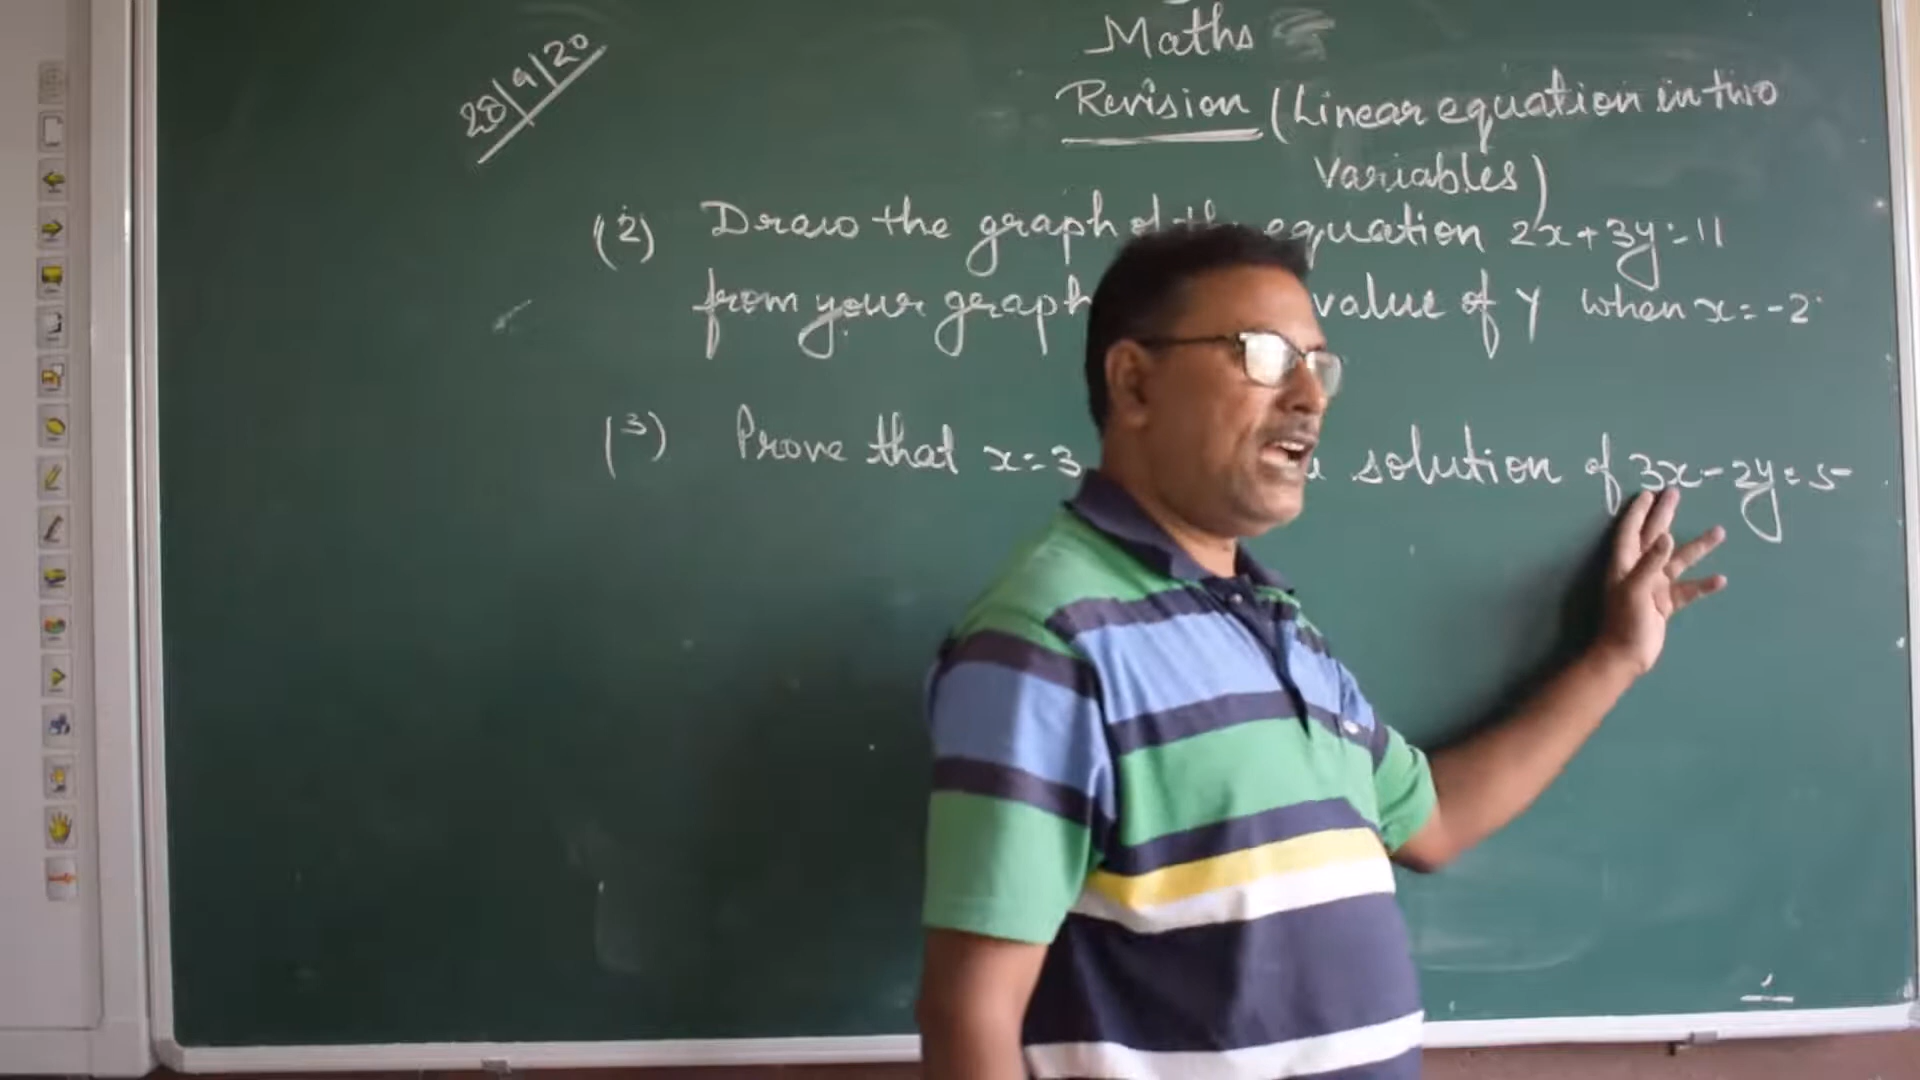 28/9/20
Maths
Revision (Linear equation in two
variables)
(2) Draw the graph of the equation 2x+3y=11
from your graph value of y when x=-2
(3) Prove that x=3 solution of 3x-2y=5